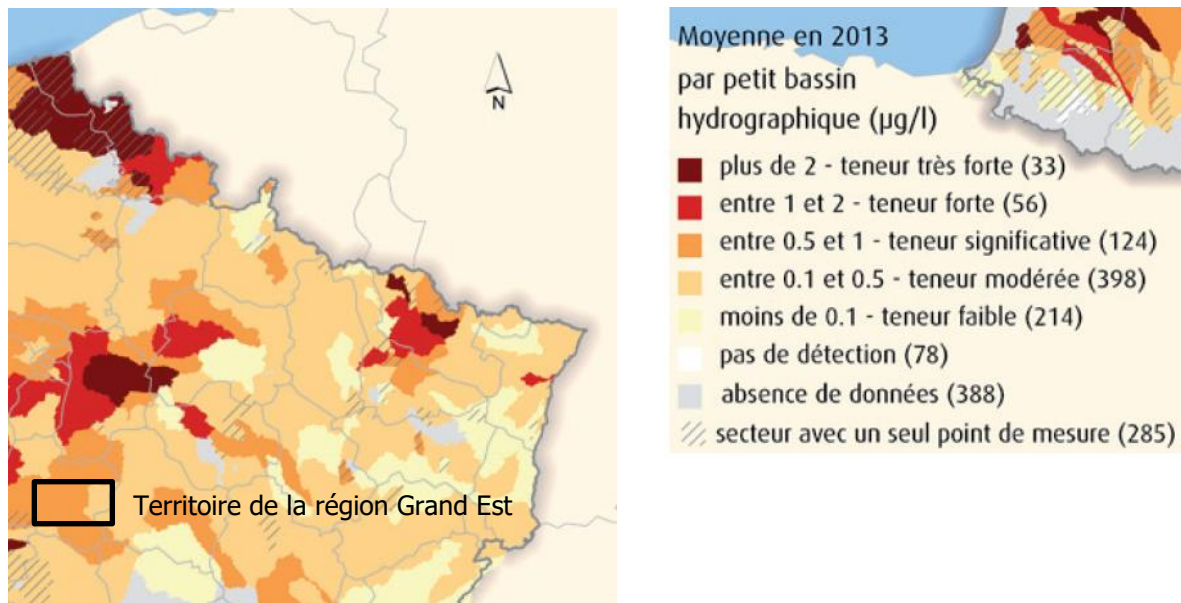 N
Territoire de la région Grand Est
Moyenne en 2013
par petit bassin
hydrographique (µg/l)
plus de 2 - teneur très forte (33)
entre 1 et 2 - teneur forte (56)
entre 0.5 et 1 - teneur significative (124)
entre 0.1 et 0.5 - teneur modérée (398)
moins de 0.1 - teneur faible (214)
pas de détection (78)
absence de données (388)
secteur avec un seul point de mesure (285)